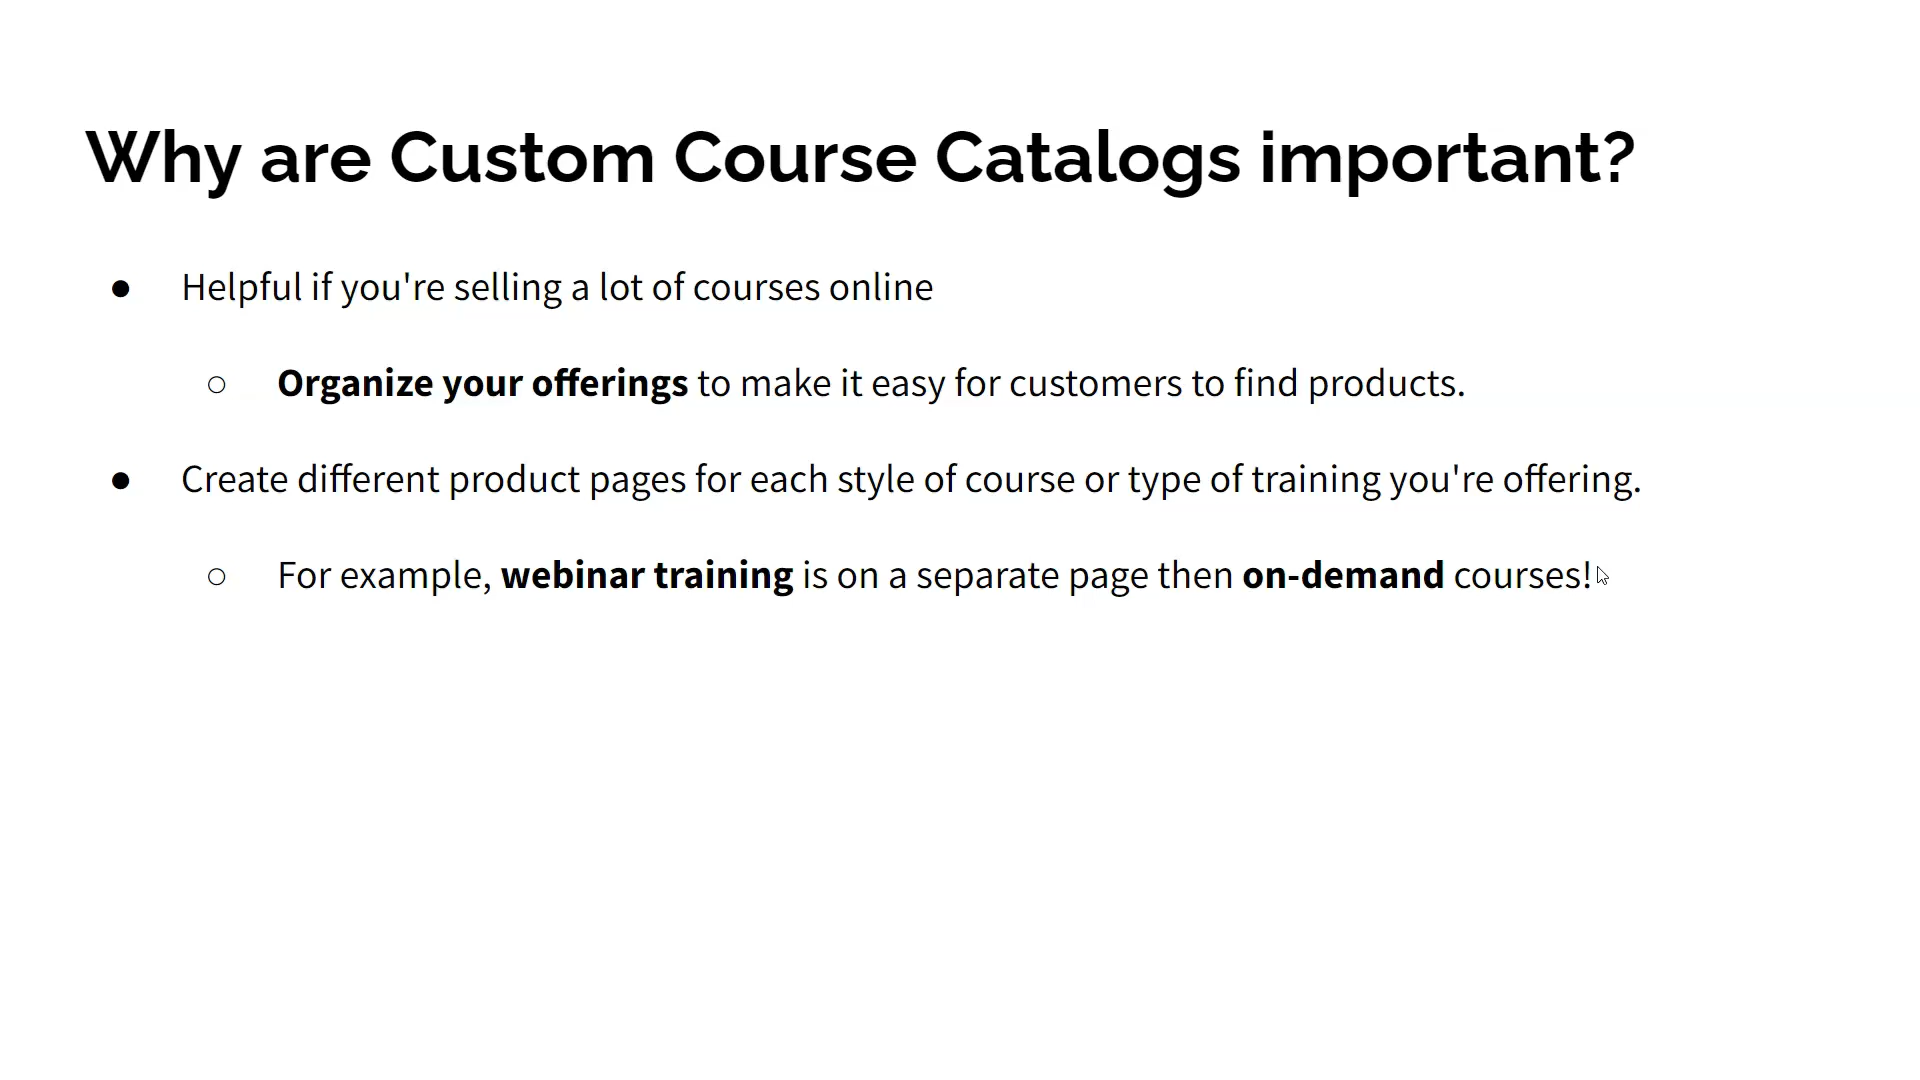 Why are Custom Course Catalogs important?
● Helpful if you're selling a lot of courses online
○ Organize your offerings to make it easy for customers to find products.
● Create different product pages for each style of course or type of training you're offering.
○ For example, webinar training is on a separate page then on-demand courses!